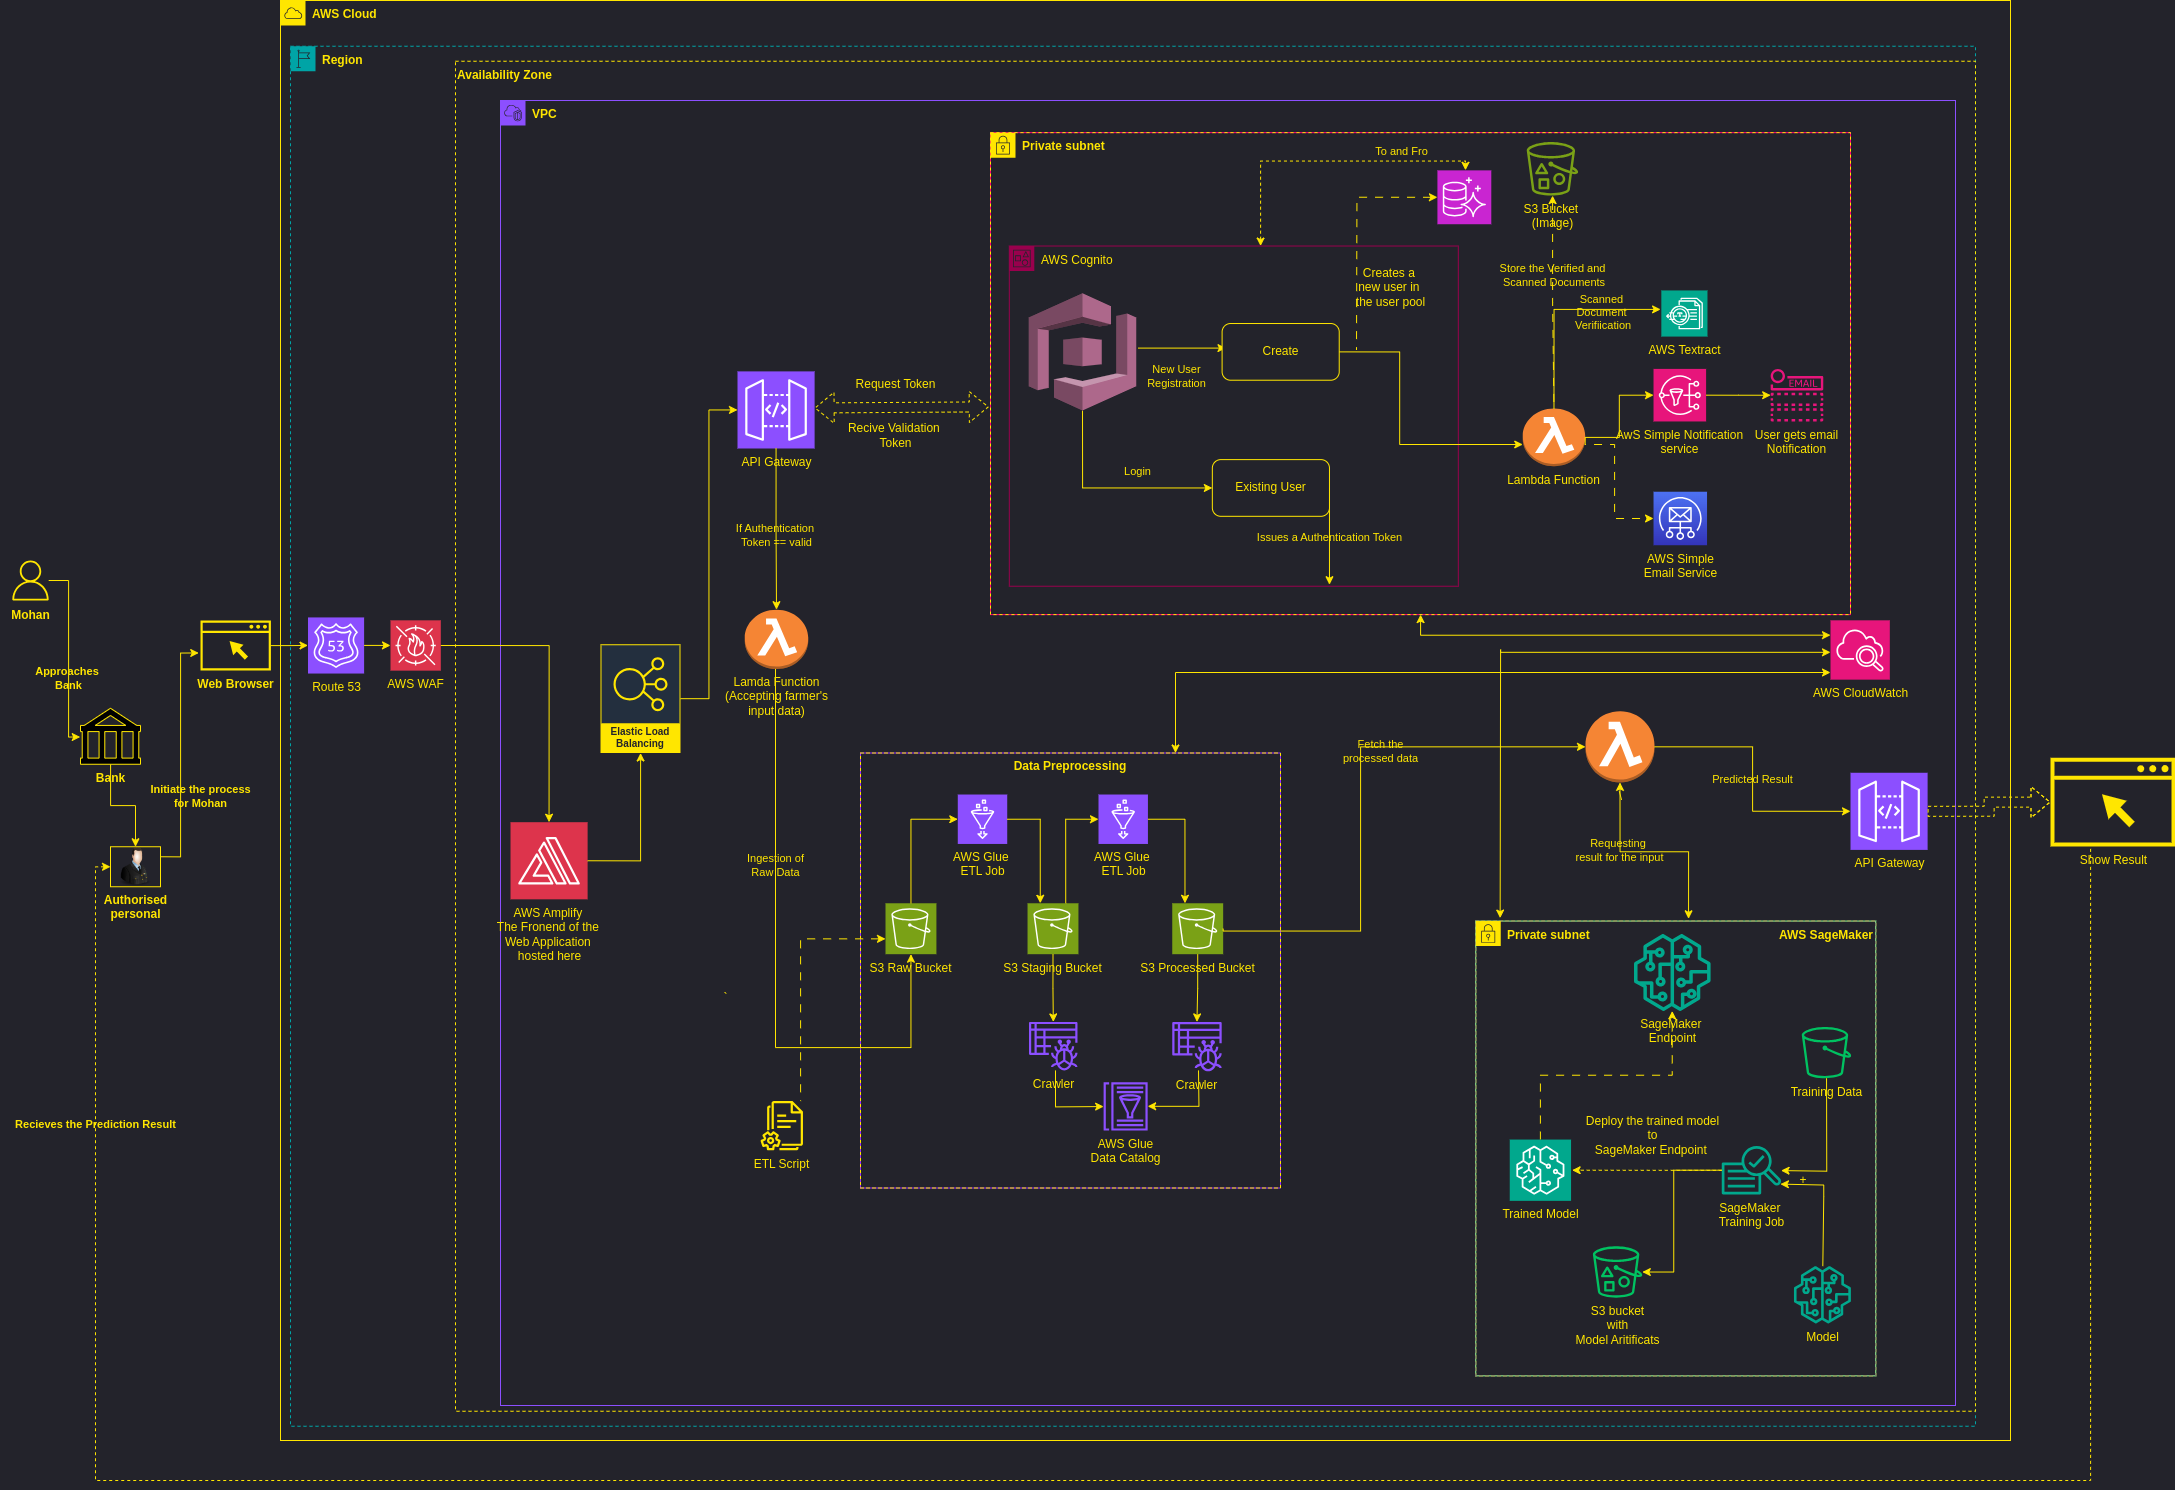 AWS Cloud
Region
Availability Zone
VPC
Private subnet
To and Fro
S3 Bucket
(Image)
AWS Cognito
Creates a
new user in
the user pool
Store the Verified and
Scanned Documents
Scanned
Document
Verifiication
AWS Textract
Create
New User
Registration
Request Token
Recive Validation
Token
API Gateway
EMAIL
AwS Simple Notification
service
User gets email
Notification
Login
Existing User
Lambda Function
Issues a Authentication Token
If Authentication
Token == valid
AWS Simple
Email Service
Mohan
Approaches
Bank
Web Browser
53
Route 53
AWS WAF
Elastic Load
Balancing
Lamda Function
(Accepting farmer's
input data)
AWS CloudWatch
Bank
Initiate the process
for Mohan
Authorised
personal
Data Preprocessing
Fetch the
processed data
Predicted Result
Requesting
result for the input
API Gateway
Show Result
AWS Glue
ETL Job
AWS Glue
ETL Job
Ingestion of
Raw Data
AWS Amplify
The Fronend of the
Web Application
hosted here
S3 Raw Bucket
S3 Staging Bucket
S3 Processed Bucket
Private subnet
AWS SageMaker
SageMaker
Endpoint
Training Data
Crawler
Crawler
AWS Glue
Data Catalog
ETL Script
Recieves the Prediction Result
Deploy the trained model
to
SageMaker Endpoint
+
Trained Model
SageMaker
Training Job
S3 bucket
with
Model Aritificats
Model